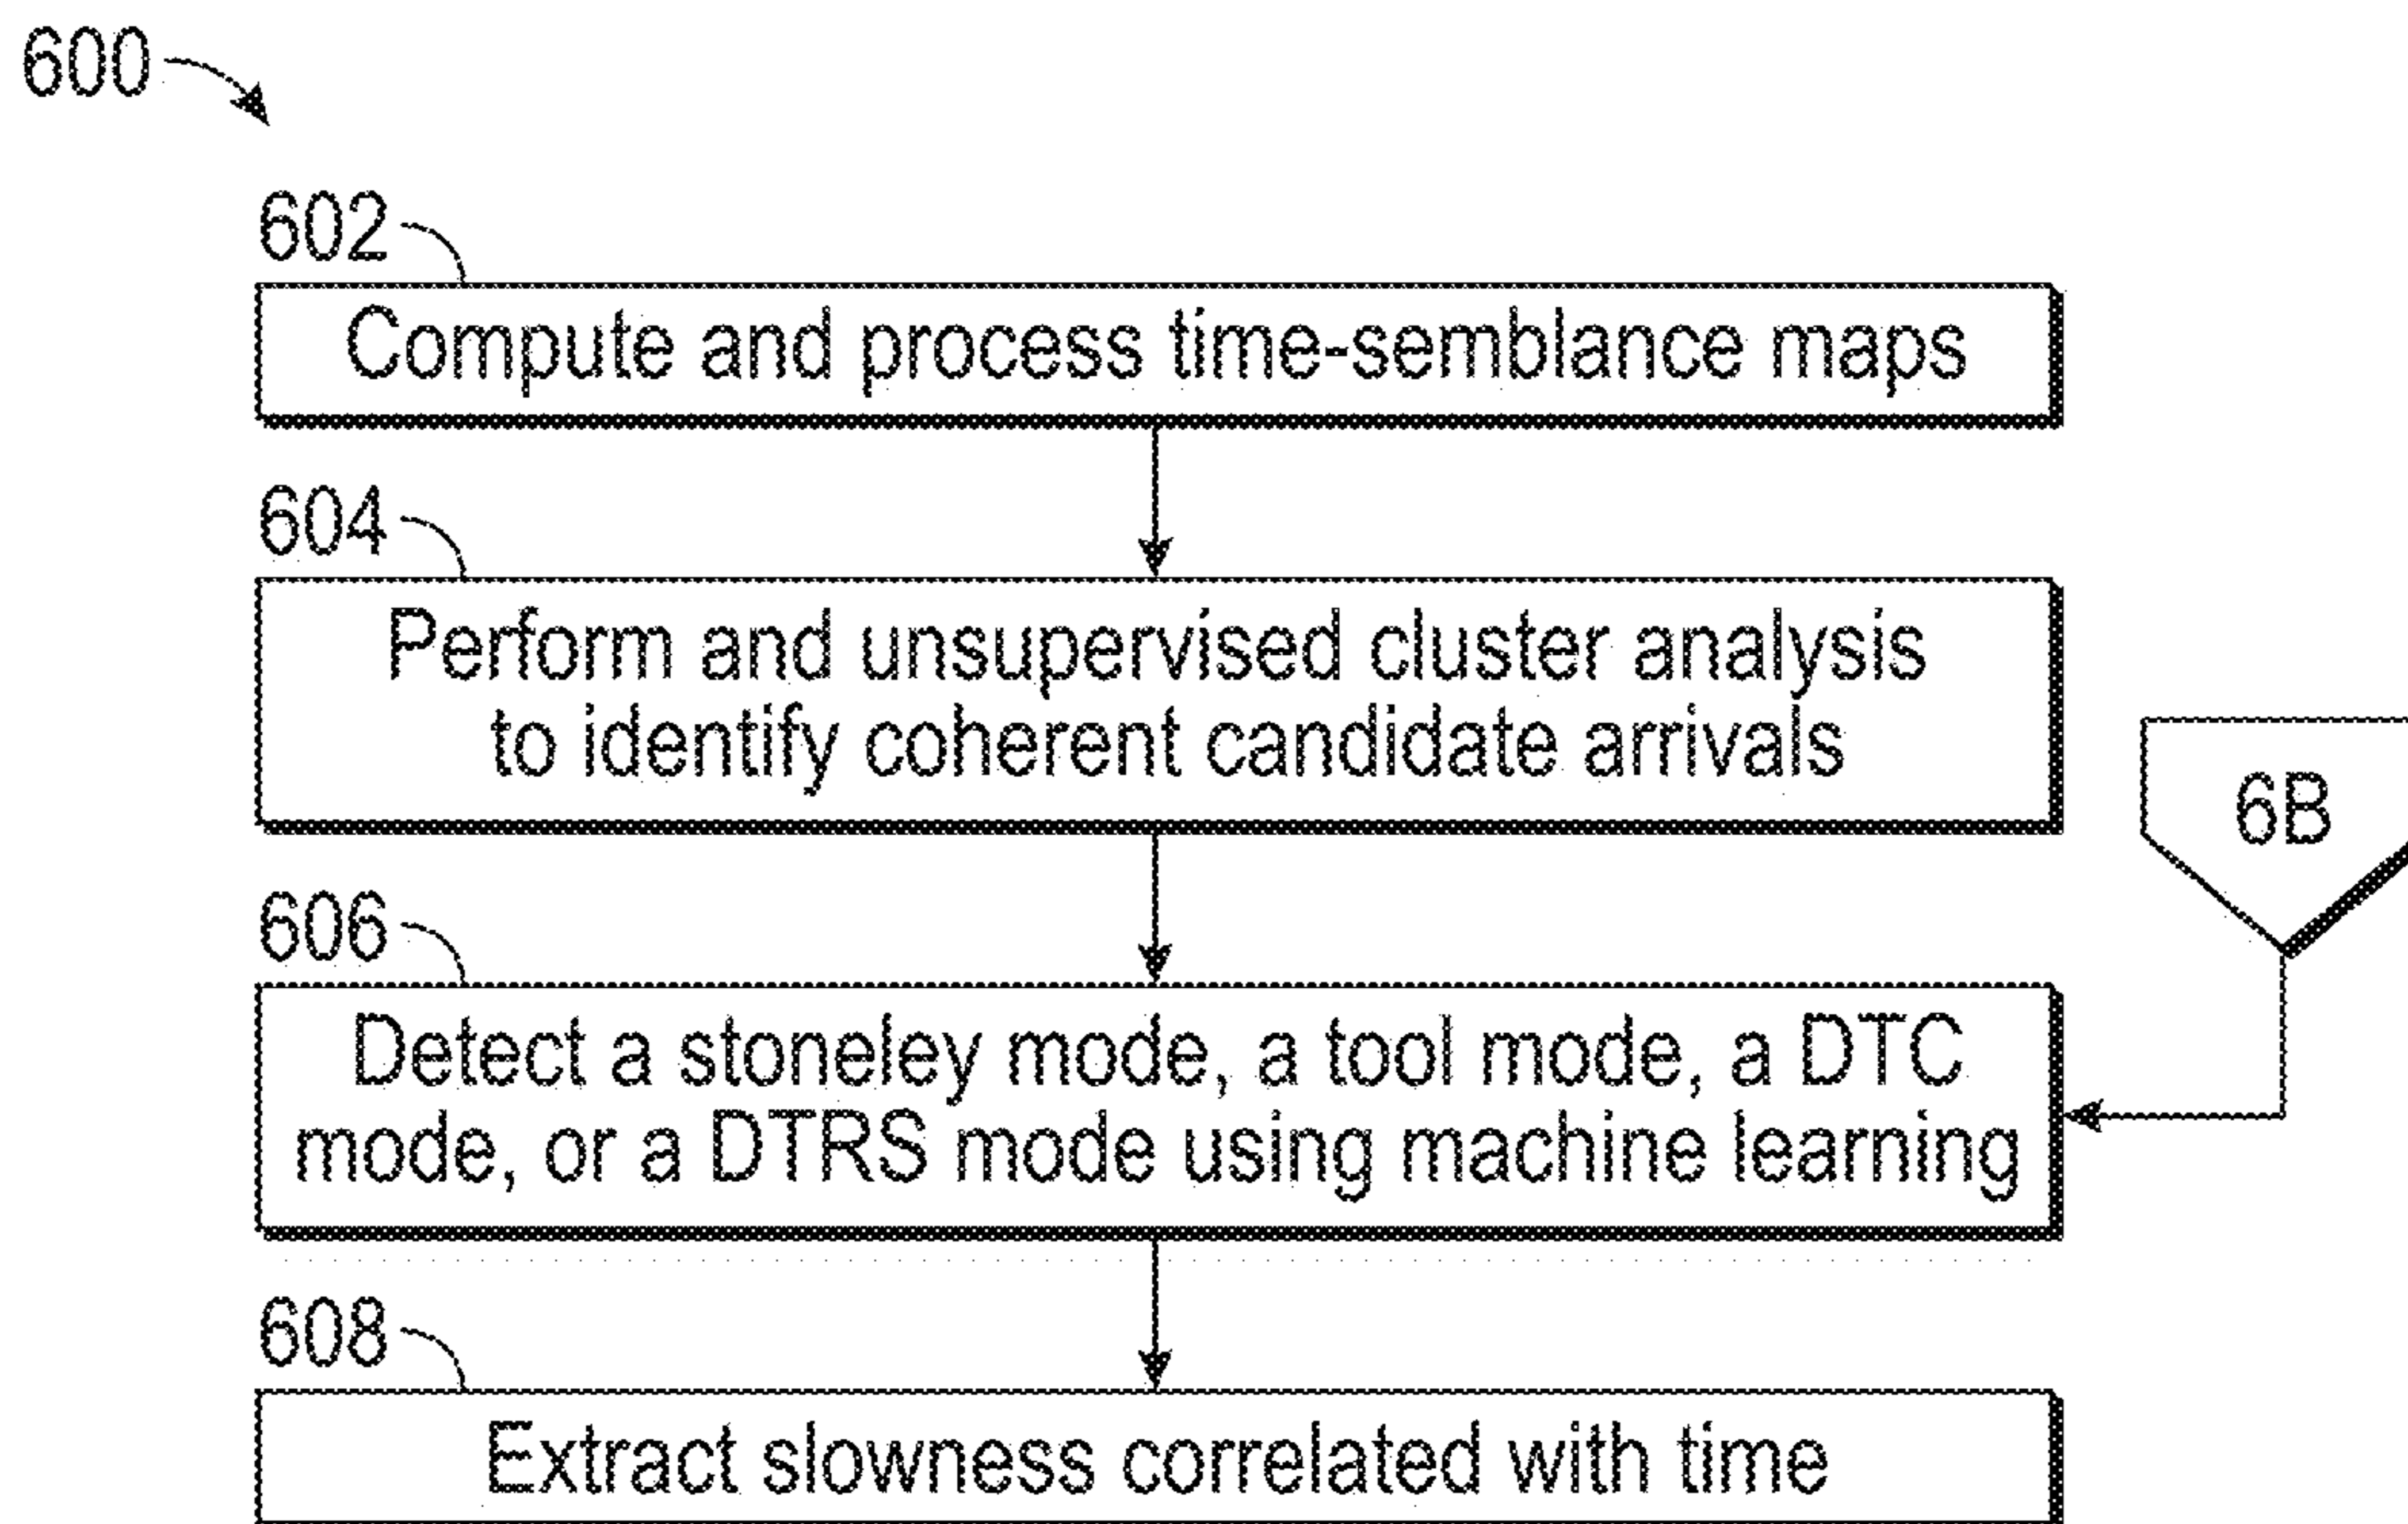 600
602
Compute and process time-semblance maps
604
Perform and unsupervised cluster analysis
to identify coherent candidate arrivals
6B
606
Detect a stoneley mode, a tool mode, a DTC
mode, or a DTRS mode using machine learning
608
Extract slowness correlated with time